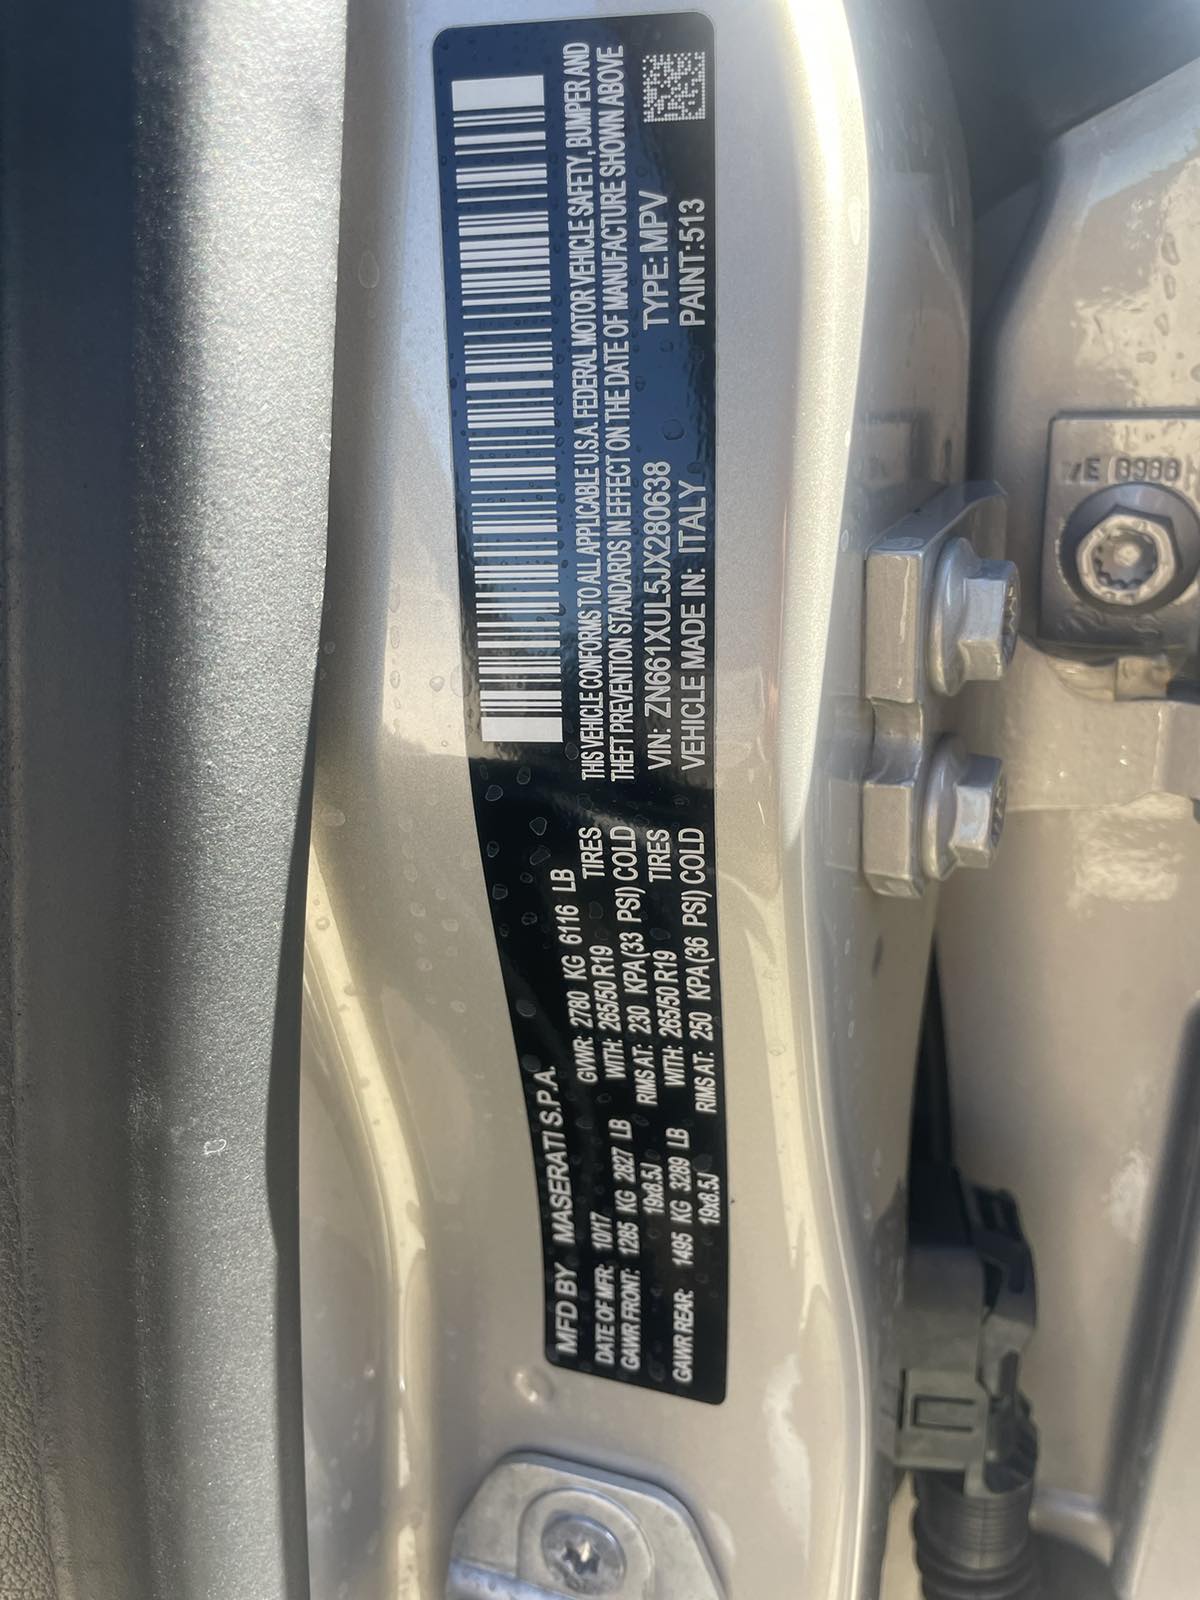 MFD BY MASERATI S.P.A.
DATE OF MFR: 10/17 GVWR: 2780 KG 6116 LB
GAWR FRONT: 1285 KG 2827 LB WITH: 265/50 R19 TIRES
19x8.5J RIMS AT: 230 KPA(33 PSI) COLD
GAWR REAR: 1495 KG 3289 LB WITH: 265/50 R19 TIRES
19x8.5J RIMS AT: 250 KPA(36 PSI) COLD
THIS VEHICLE CONFORMS TO ALL APPLICABLE U.S.A. FEDERAL MOTOR VEHICLE SAFETY, BUMPER AND
THEFT PREVENTION STANDARDS IN EFFECT ON THE DATE OF MANUFACTURE SHOWN ABOVE
VIN: ZN661XUL5JX280638 TYPE: MPV
VEHICLE MADE IN: ITALY PAINT:513